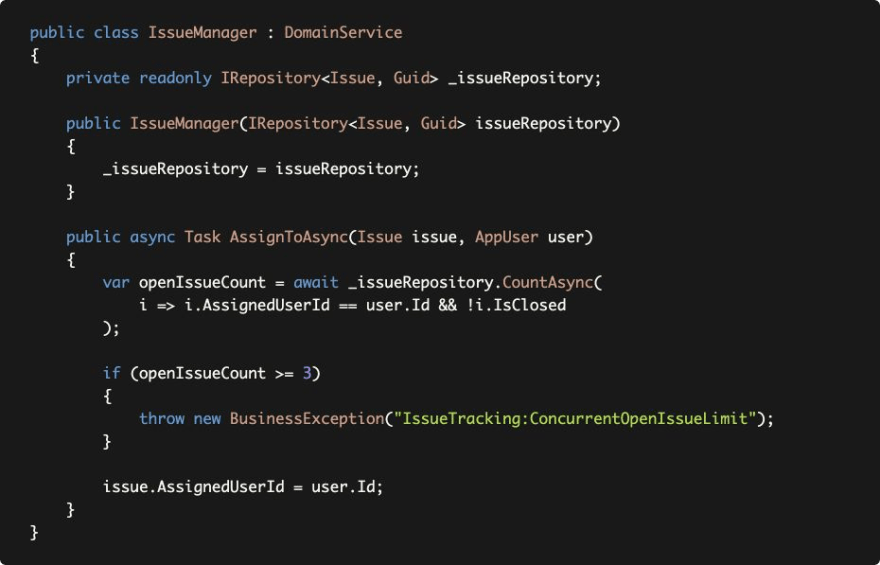 public class IssueManager : DomainService
{
    private readonly IRepository<Issue, Guid> _issueRepository;

    public IssueManager(IRepository<Issue, Guid> issueRepository)
    {
        _issueRepository = issueRepository;
    }

    public async Task AssignToAsync(Issue issue, AppUser user)
    {
        var openIssueCount = await _issueRepository.CountAsync(
            i => i.AssignedUserId == user.Id && !i.IsClosed
        );

        if (openIssueCount >= 3)
        {
            throw new BusinessException("IssueTracking:ConcurrentOpenIssueLimit");
        }

        issue.AssignedUserId = user.Id;
    }
}